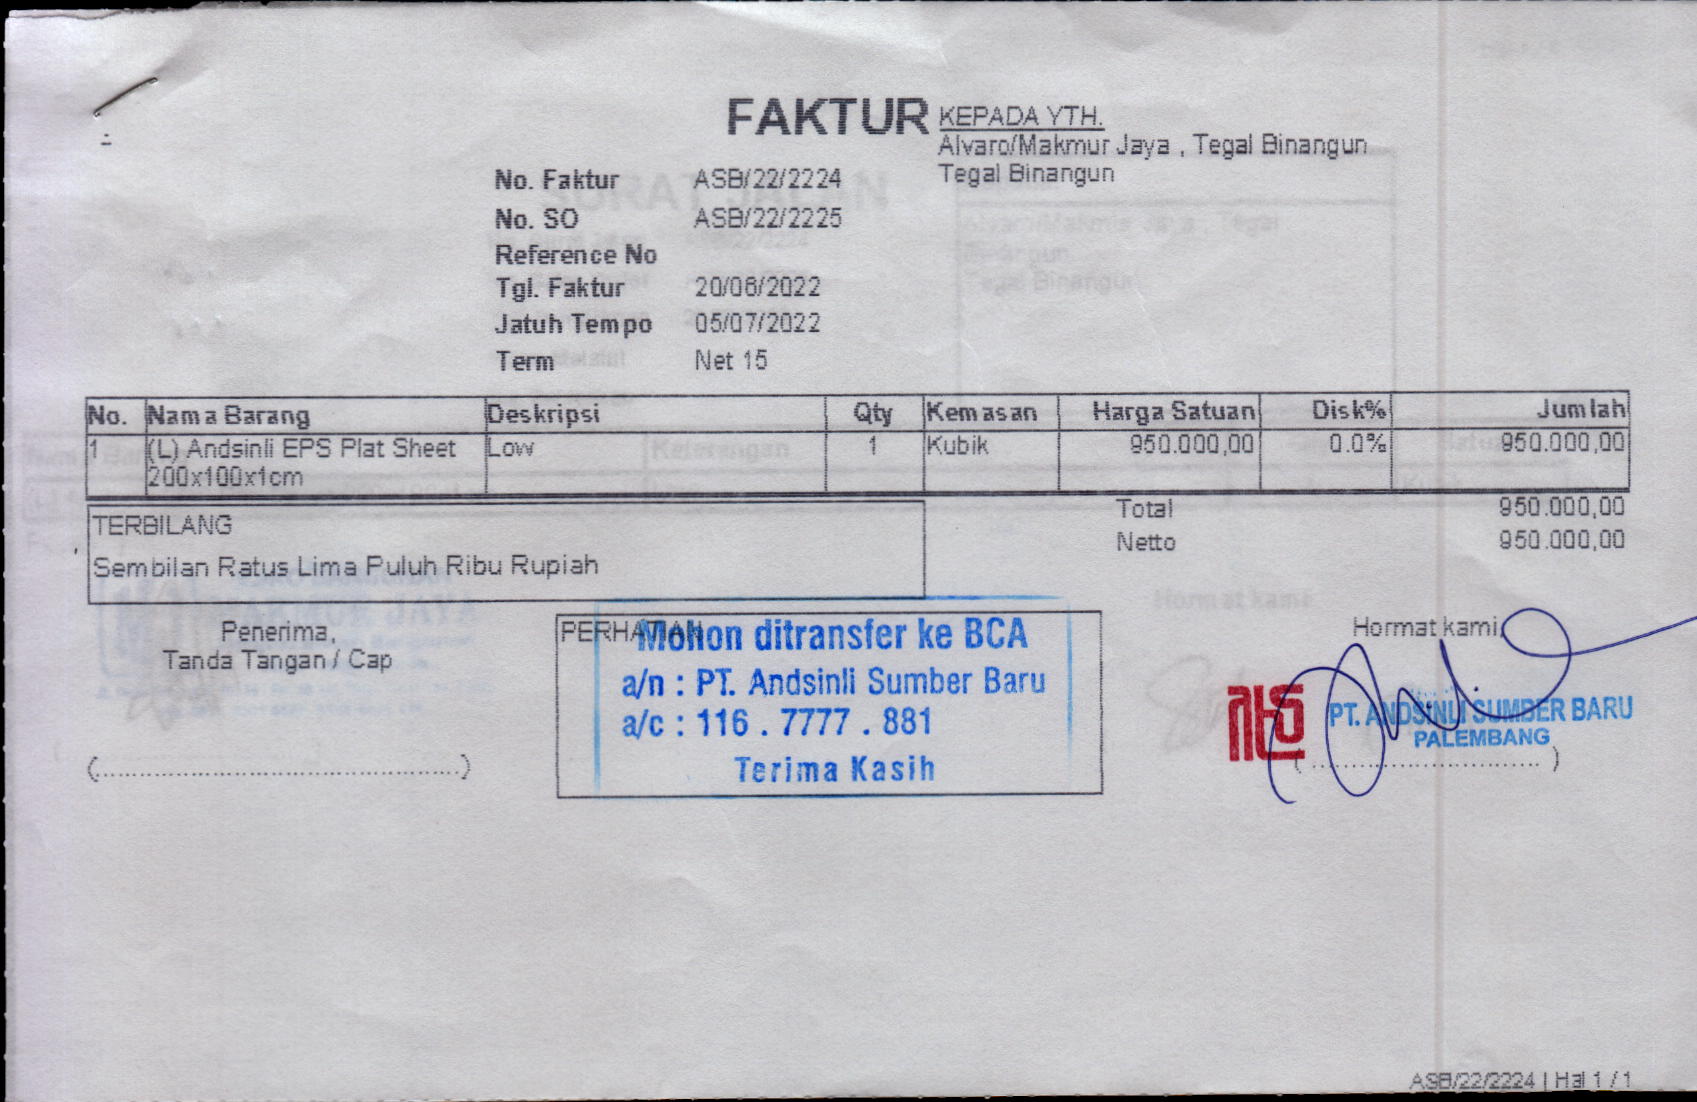 FAKTUR
KEPADA YTH.
Alvaro/Makmur Jaya , Tegal Binangun
Tegal Binangun
No. Faktur ASB/22/2224
No. SO ASB/22/2225
Reference No
Tgl. Faktur 20/06/2022
Jatuh Tempo 05/07/2022
Term Net 15
No. Nama Barang Deskripsi Qty Kemasan Harga Satuan Disk% Jumlah
1 (L) Andsinli EPS Plat Sheet Low 1 Kubik 950.000,00 0.0% 950.000,00
200x100x1cm
Total 950.000,00
Netto 950.000,00
TERBILANG
Sembilan Ratus Lima Puluh Ribu Rupiah
Penerima,
Tanda Tangan / Cap
(............................................................)
PERHATIAN
Mohon ditransfer ke BCA
a/n : PT. Andsinli Sumber Baru
a/c : 116 . 7777 . 881
Terima Kasih
Hormat kami,
PT. ANDSINLI SUMBER BARU
PALEMBANG
( .................................... )
ASB/22/2224 | Hal 1 / 1